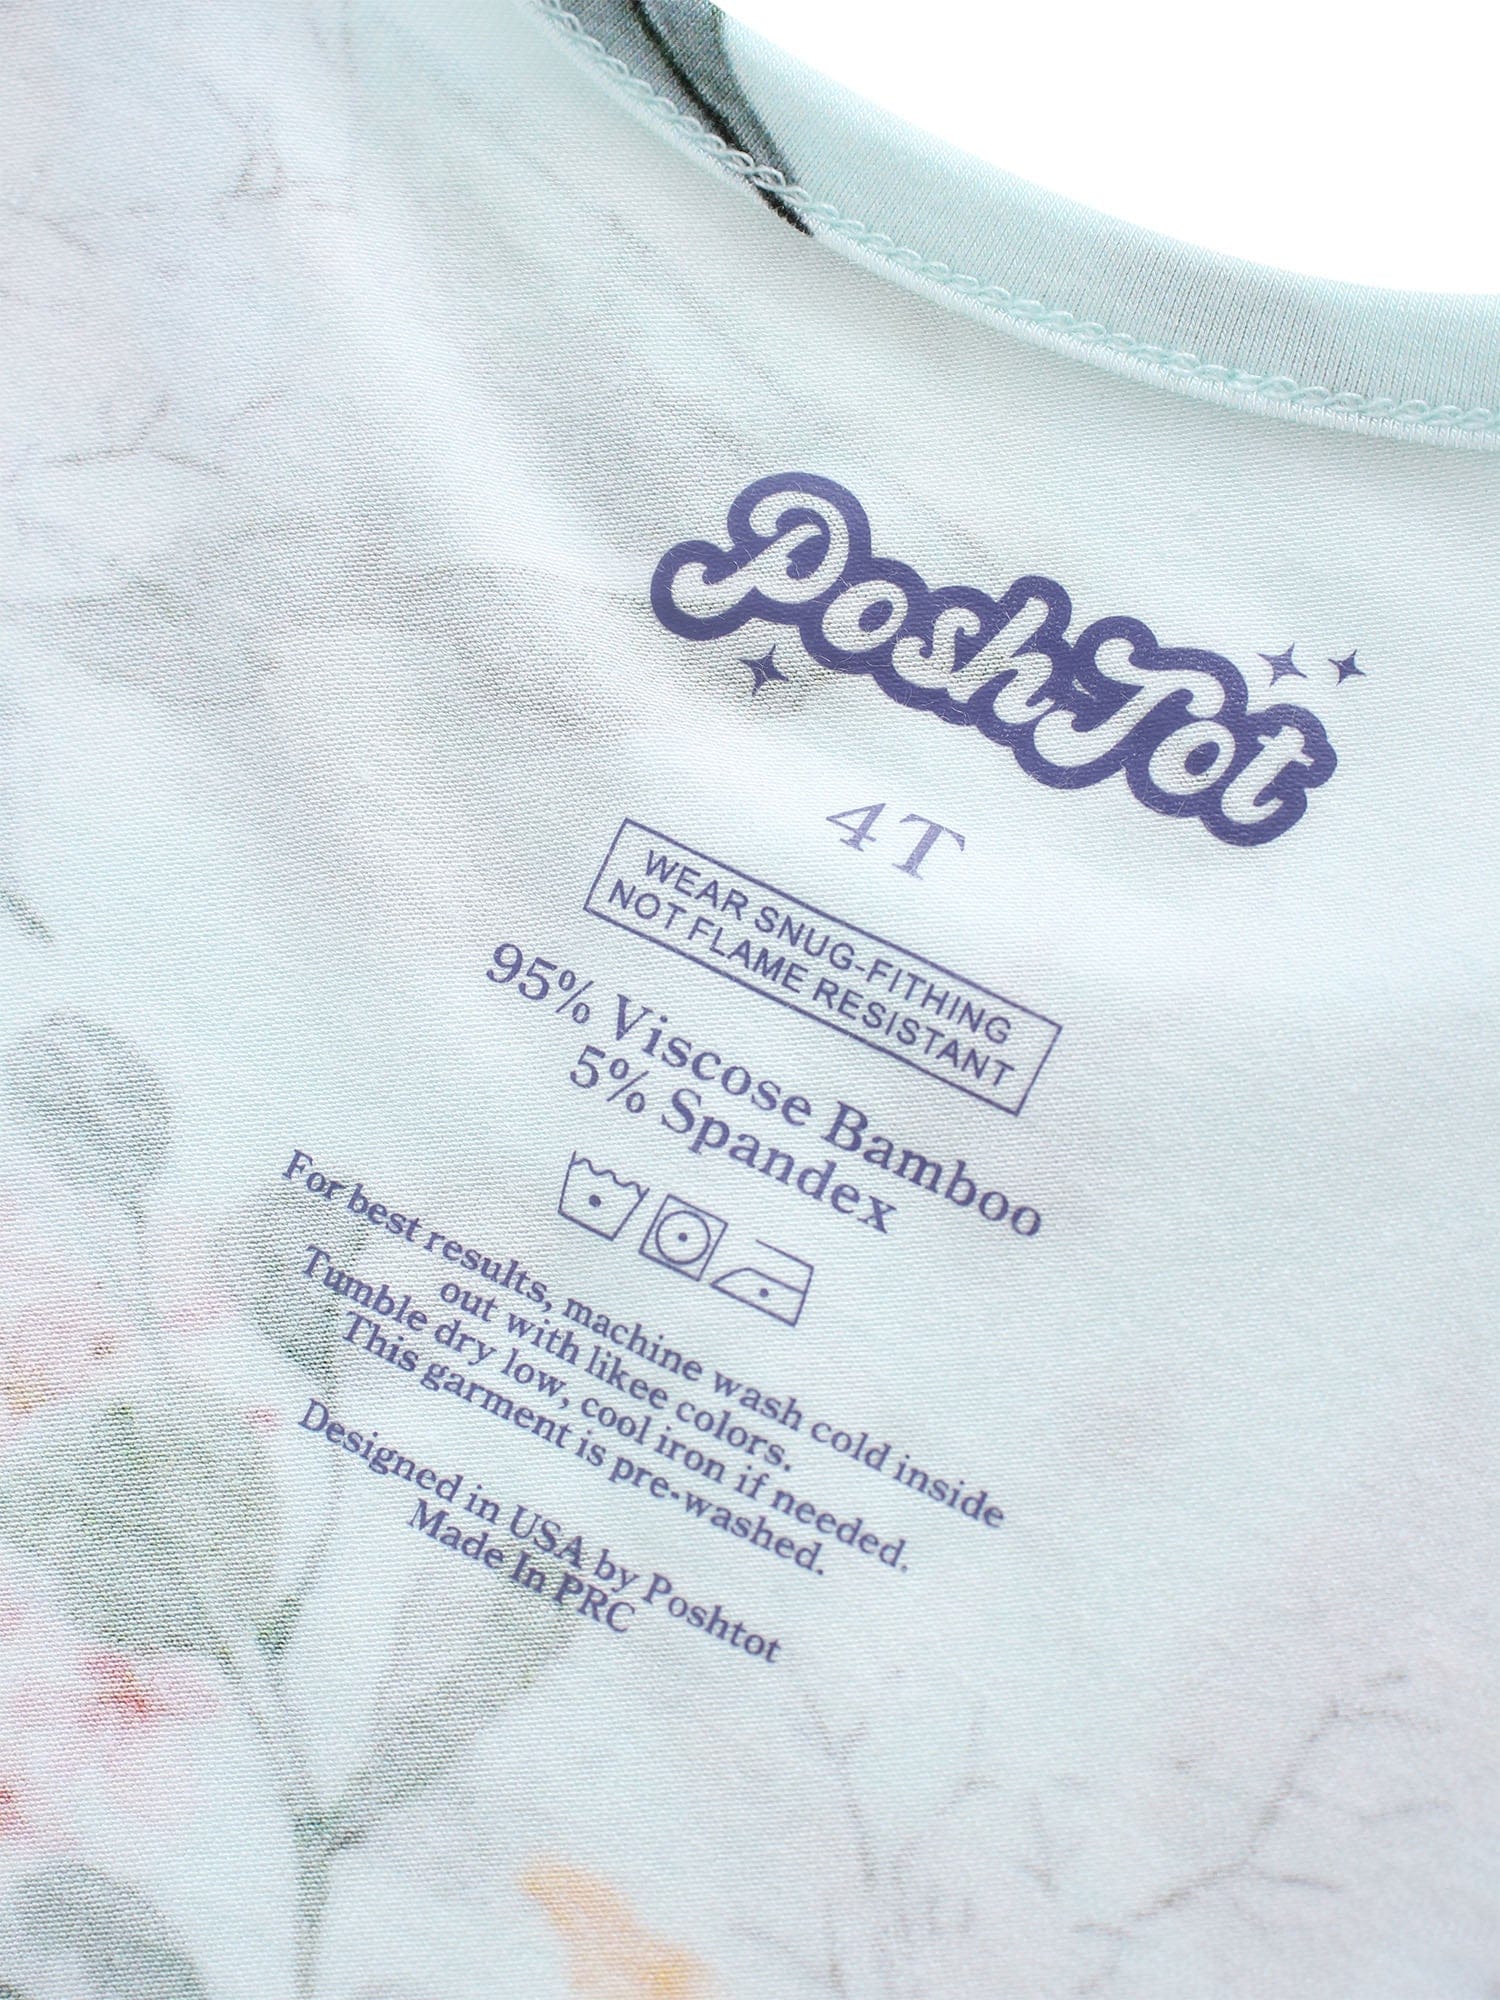 PoshTot
4T
WEAR SNUG-FITHING
NOT FLAME RESISTANT
95% Viscose Bamboo
5% Spandex
For best results, machine wash cold inside
out with likee colors.
Tumble dry low, cool iron if needed.
This garment is pre-washed.
Designed in USA by Poshtot
Made In PRC